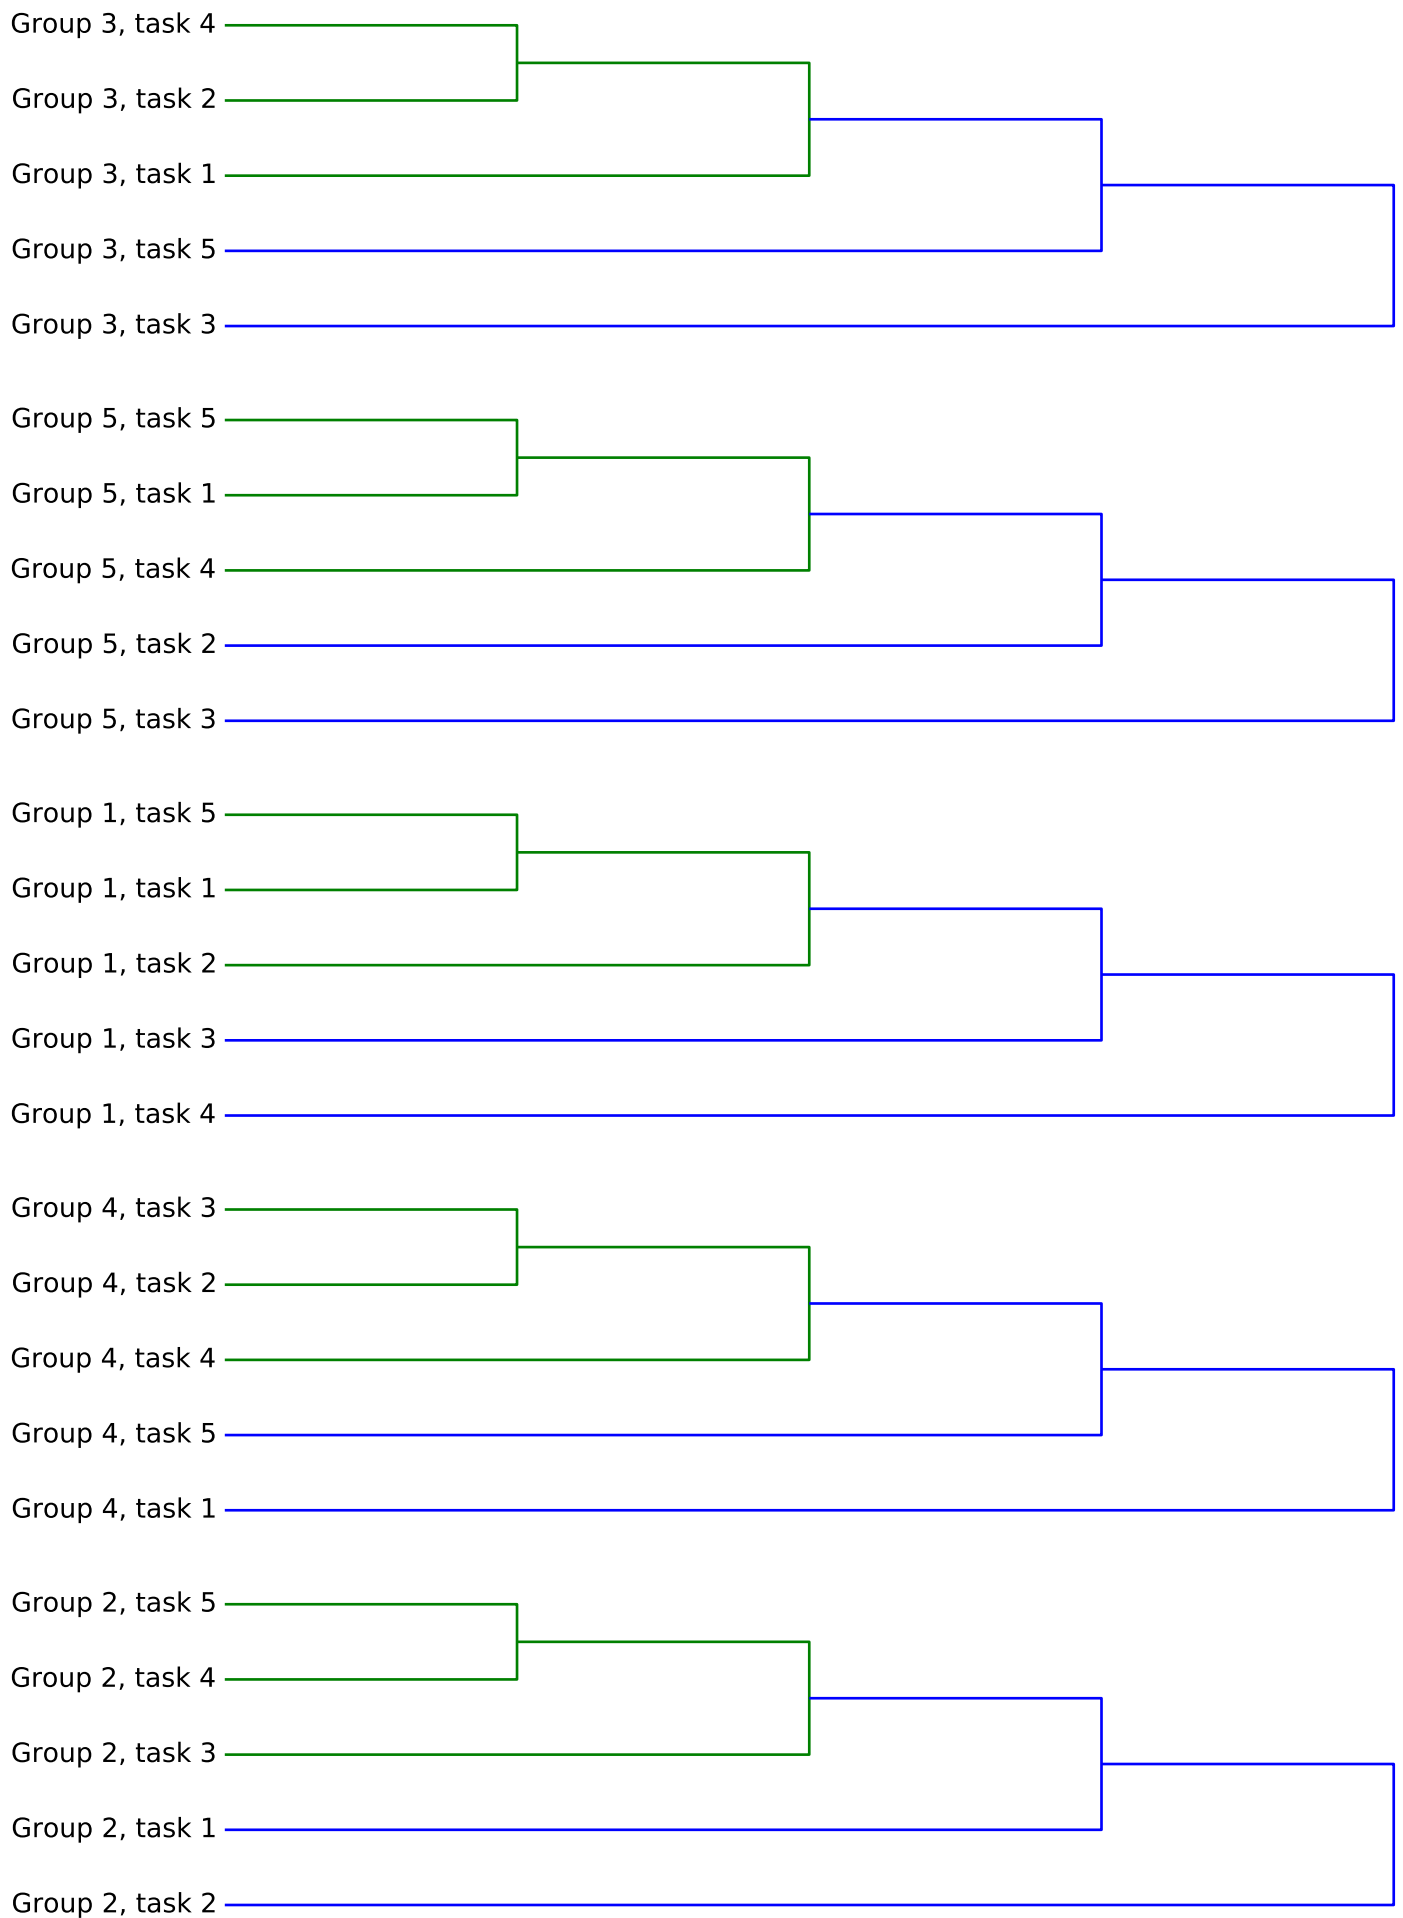 Group 3, task 4
Group 3, task 2
Group 3, task 1
Group 3, task 5
Group 3, task 3
Group 5, task 5
Group 5, task 1
Group 5, task 4
Group 5, task 2
Group 5, task 3
Group 1, task 5
Group 1, task 1
Group 1, task 2
Group 1, task 3
Group 1, task 4
Group 4, task 3
Group 4, task 2
Group 4, task 4
Group 4, task 5
Group 4, task 1
Group 2, task 5
Group 2, task 4
Group 2, task 3
Group 2, task 1
Group 2, task 2